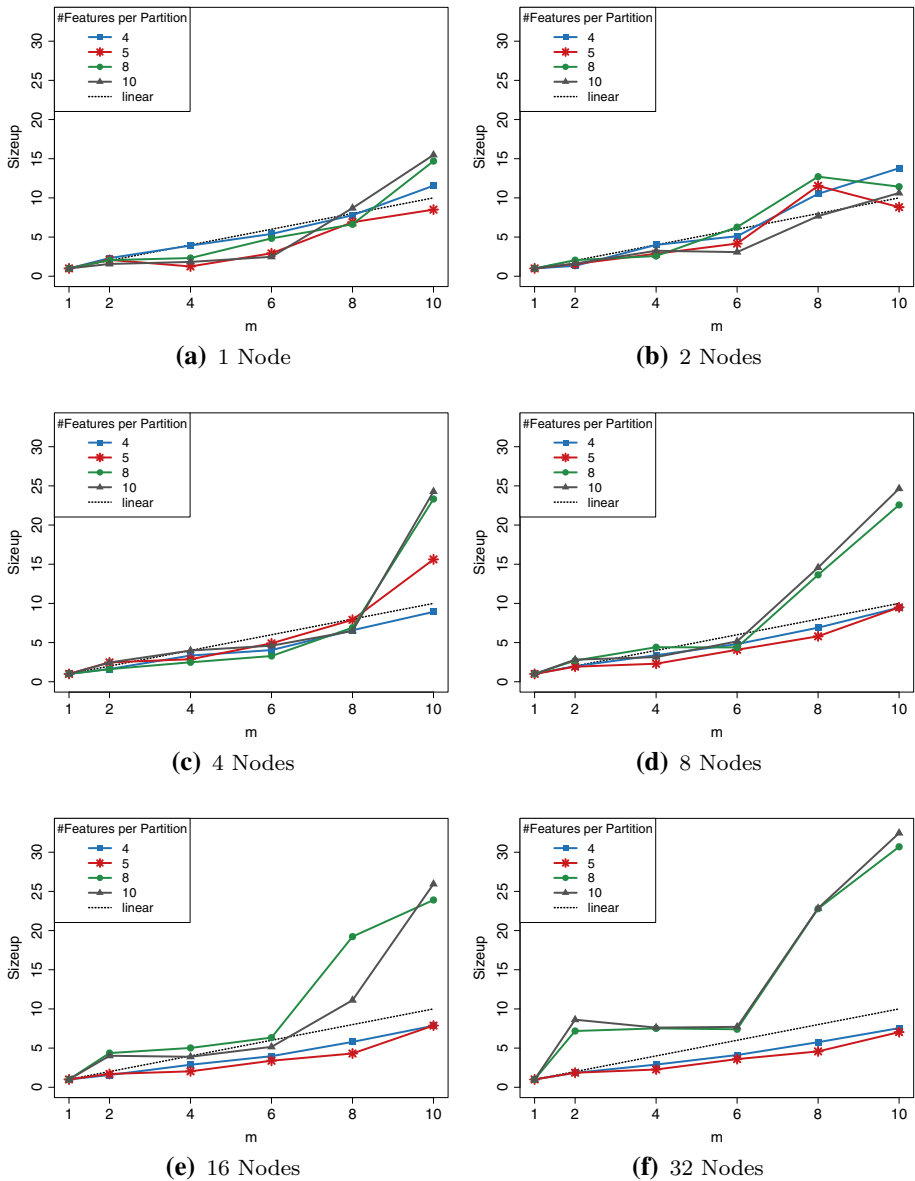 #Features per Partition
4
5
8
10
linear
Sizeup
0 5 10 15 20 25 30
1 2 4 6 8 10
m
(a) 1 Node
#Features per Partition
4
5
8
10
linear
Sizeup
0 5 10 15 20 25 30
1 2 4 6 8 10
m
(b) 2 Nodes
#Features per Partition
4
5
8
10
linear
Sizeup
0 5 10 15 20 25 30
1 2 4 6 8 10
m
(c) 4 Nodes
#Features per Partition
4
5
8
10
linear
Sizeup
0 5 10 15 20 25 30
1 2 4 6 8 10
m
(d) 8 Nodes
#Features per Partition
4
5
8
10
linear
Sizeup
0 5 10 15 20 25 30
1 2 4 6 8 10
m
(e) 16 Nodes
#Features per Partition
4
5
8
10
linear
Sizeup
0 5 10 15 20 25 30
1 2 4 6 8 10
m
(f) 32 Nodes